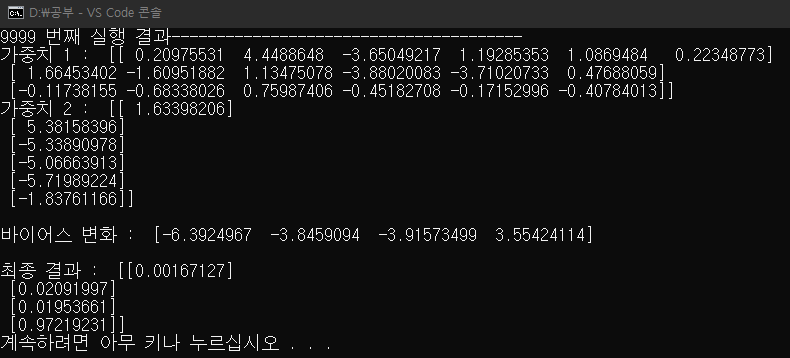 D:₩공부 - VS Code 콘솔
9999 번째 실행 결과---------------------------------------
가중치 1 :  [[ 0.20975531  4.4488648  -3.65049217  1.19285353  1.0869484   0.22348773]
 [ 1.66453402 -1.60951882  1.13475078 -3.88020083 -3.71020733  0.47688059]
 [-0.11738155 -0.68338026  0.75987406 -0.45182708 -0.17152996 -0.40784013]]
가중치 2 :  [[ 1.63398206]
 [ 5.38158396]
 [-5.33890978]
 [-5.06663913]
 [-5.71989224]
 [-1.83761166]]
바이어스 변화 :  [-6.3924967  -3.8459094  -3.91573499  3.55424114]
최종 결과 :  [[0.00167127]
 [0.02091997]
 [0.01953661]
 [0.97219231]]
계속하려면 아무 키나 누르십시오 . . .